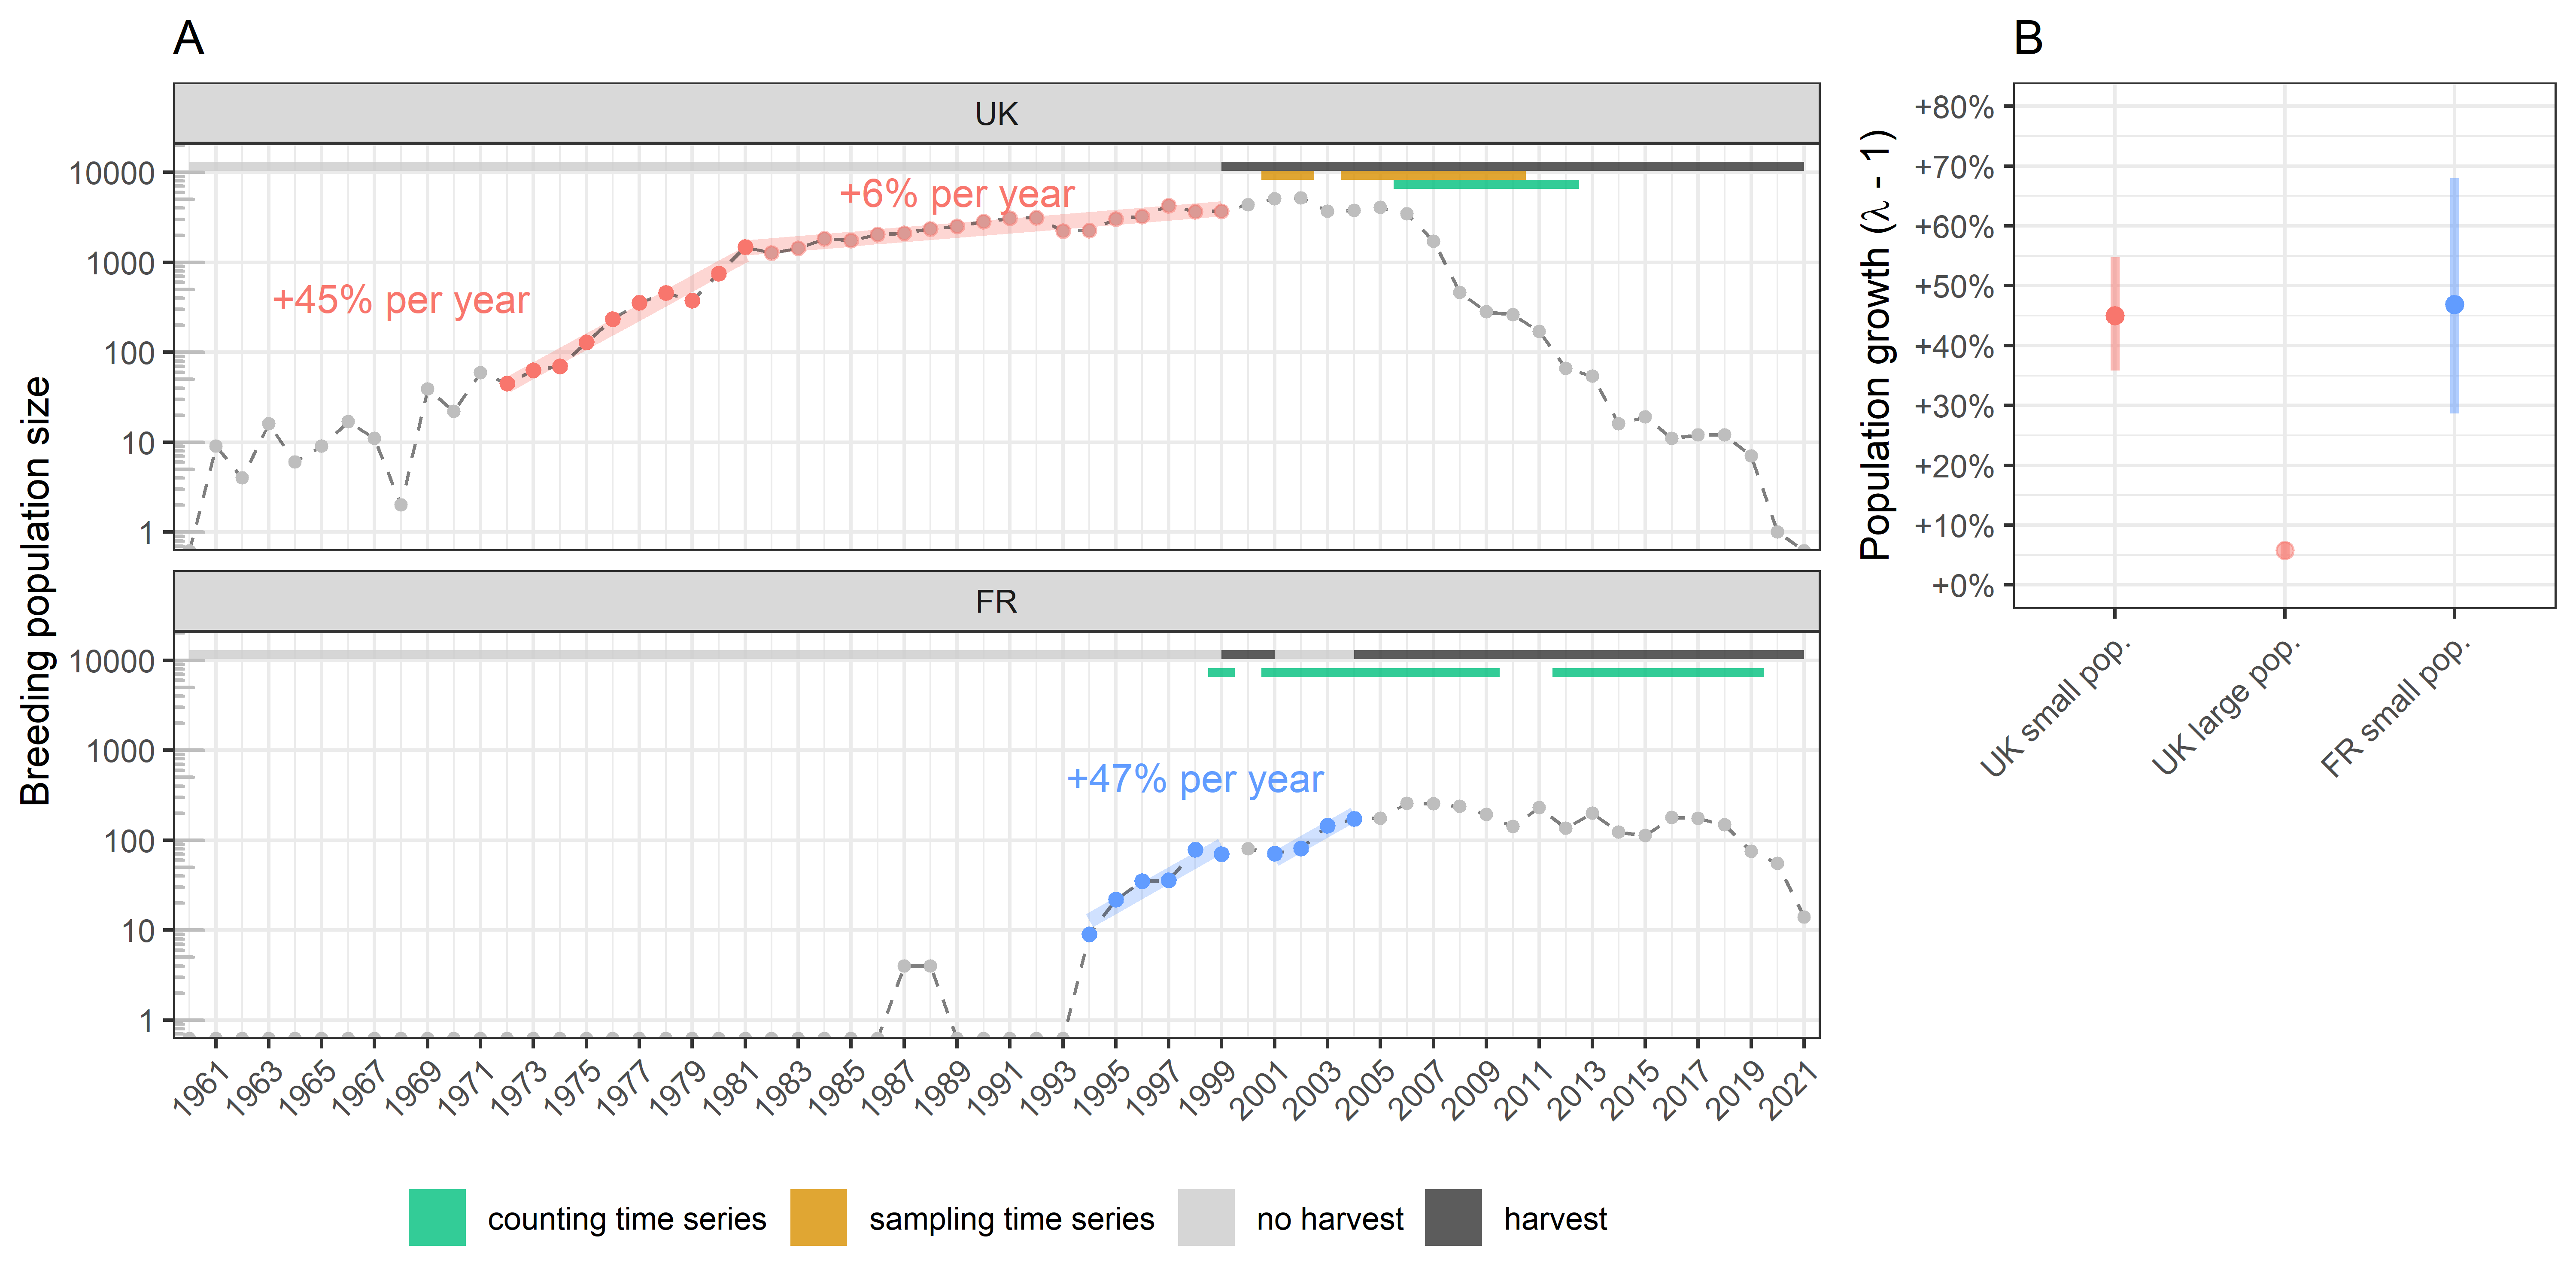 A
UK
10000
1000
100
10
1
+6% per year
+45% per year
FR
10000
1000
100
10
1
+47% per year
Breeding population size
1961 1963 1965 1967 1969 1971 1973 1975 1977 1979 1981 1983 1985 1987 1989 1991 1993 1995 1997 1999 2001 2003 2005 2007 2009 2011 2013 2015 2017 2019 2021
counting time series sampling time series no harvest harvest
B
Population growth (λ - 1)
+80%
+70%
+60%
+50%
+40%
+30%
+20%
+10%
+0%
UK small pop.
UK large pop.
FR small pop.